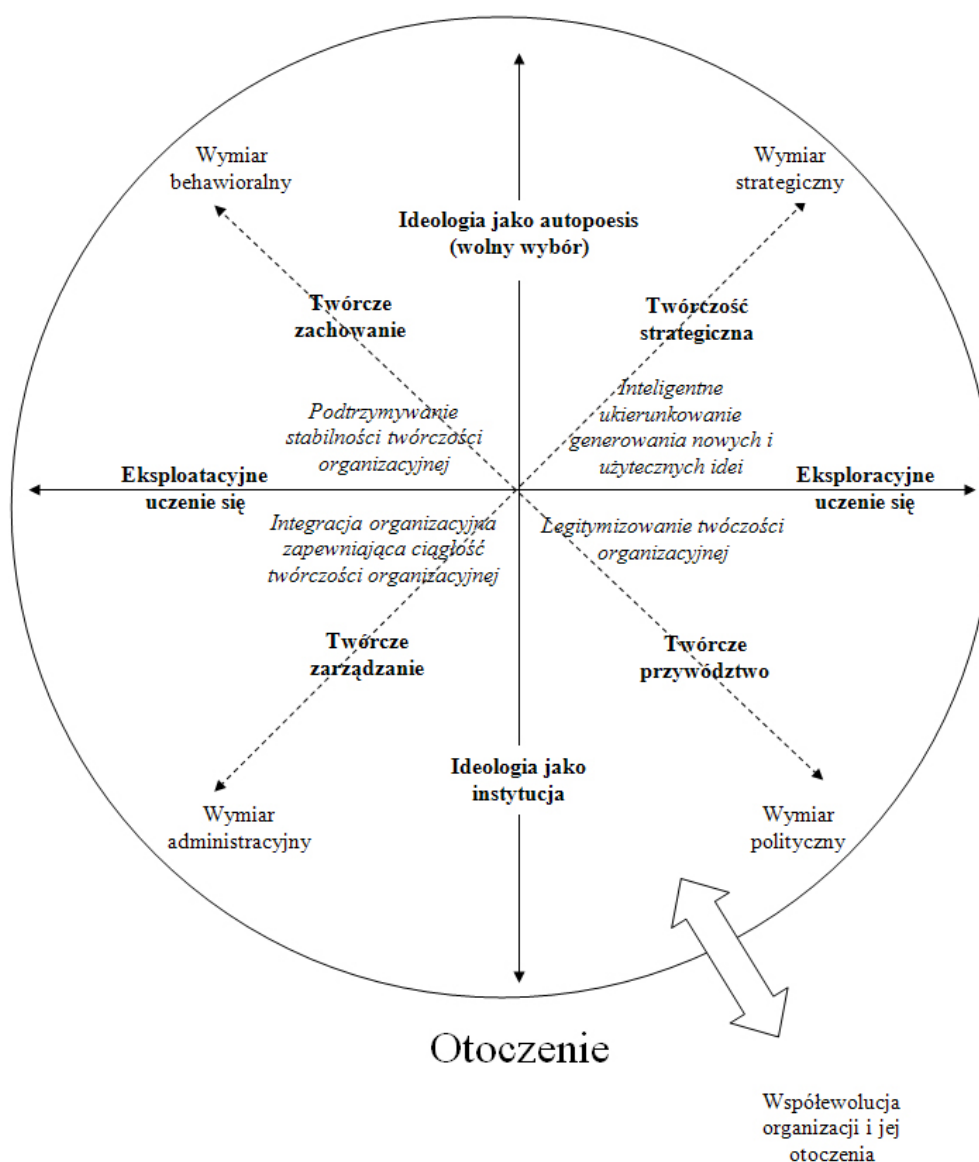 Wymiar
behawioralny
Wymiar
strategiczny
Ideologia jako autopoesis
(wolny wybór)
Twórcze
zachowanie
Twórczość
strategiczna
Podtrzymywanie
stabilności twórczości
organizacyjnej
Inteligentne
ukierunkowanie
generowania nowych i
użytecznych idei
Eksploatacyjne
uczenie się
Eksploracyjne
uczenie się
Integracja organizacyjna
zapewniająca ciągłość
twórczości organizacyjnej
Legitymizowanie twóczości
organizacyjnej
Twórcze
zarządzanie
Twórcze
przywództwo
Ideologia jako
instytucja
Wymiar
administracyjny
Wymiar
polityczny
Otoczenie
Współewolucja
organizacji i jej
otoczenia